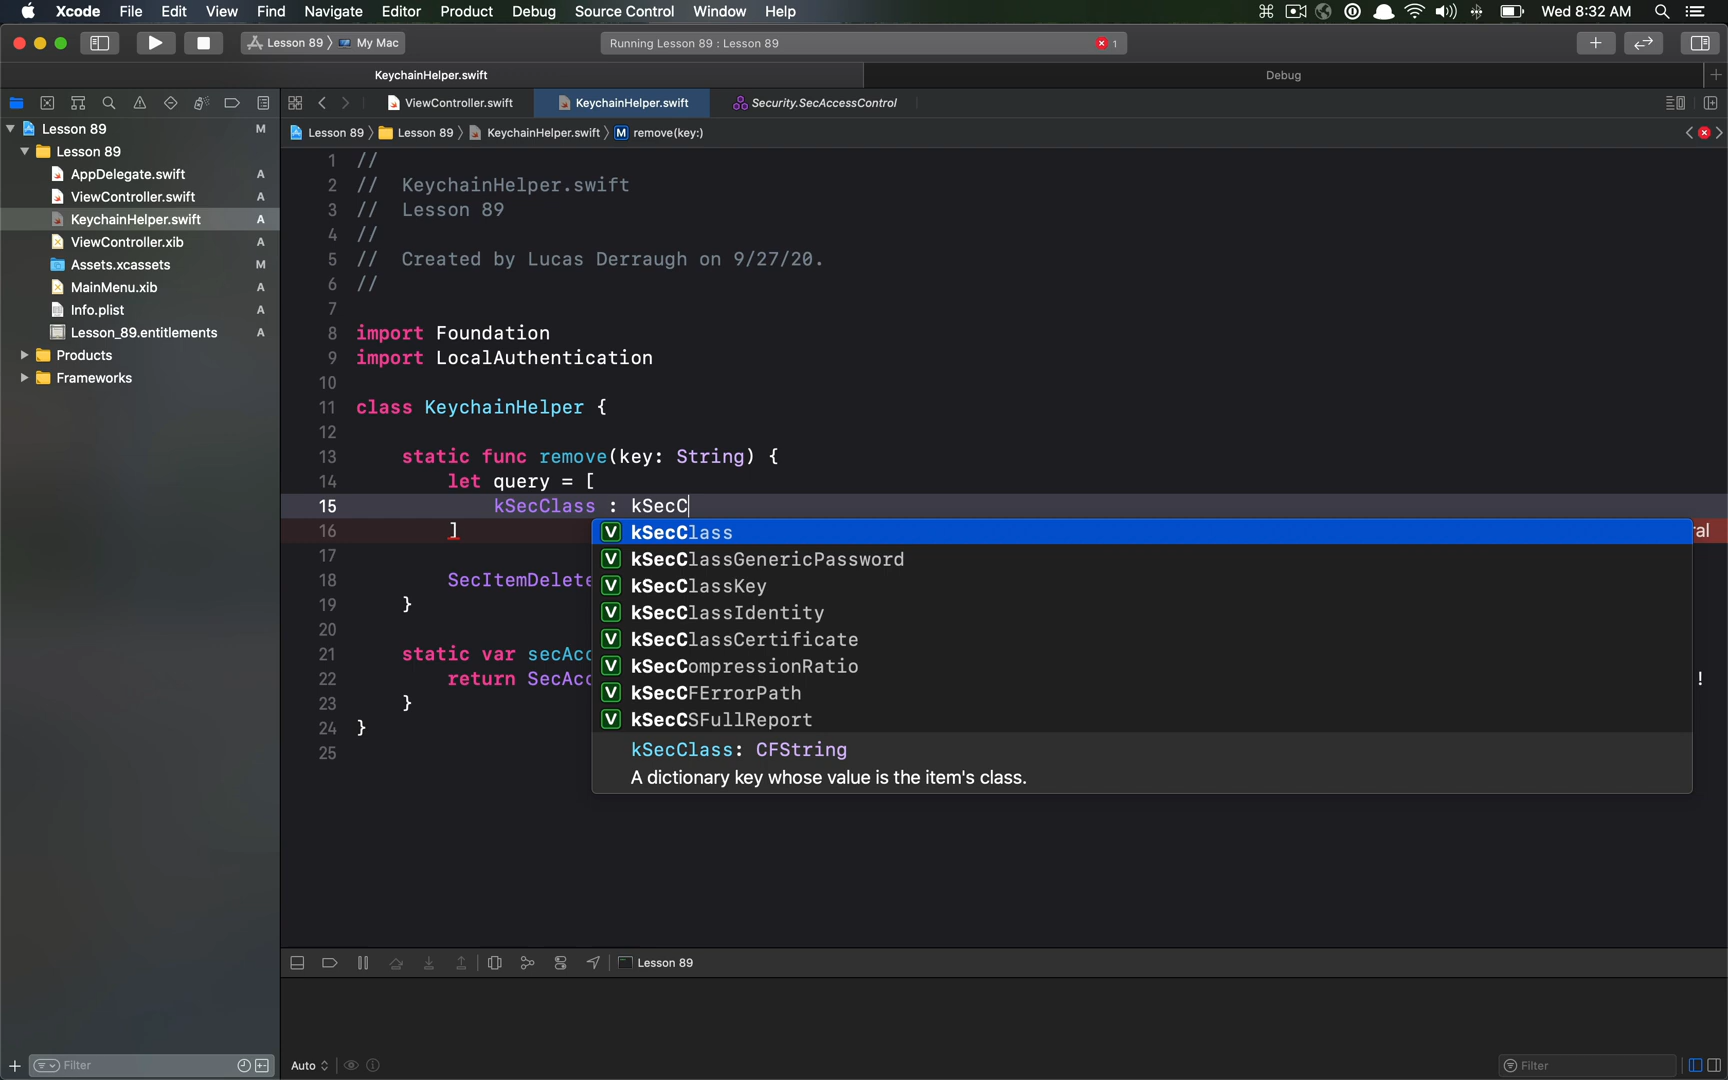 Xcode File Edit View Find Navigate Editor Product Debug Source Control Window Help Wed 8:32 AM
Lesson 89 My Mac Running Lesson 89 : Lesson 89 1
KeychainHelper.swift Debug
ViewController.swift KeychainHelper.swift Security.SecAccessControl
Lesson 89 M Lesson 89 Lesson 89 KeychainHelper.swift M remove(key:)
Lesson 89
AppDelegate.swift A
ViewController.swift A
KeychainHelper.swift A
ViewController.xib A
Assets.xcassets M
MainMenu.xib A
Info.plist A
Lesson_89.entitlements A
Products
Frameworks
1 //
2 // KeychainHelper.swift
3 // Lesson 89
4 //
5 // Created by Lucas Derraugh on 9/27/20.
6 //
7
8 import Foundation
9 import LocalAuthentication
10
11 class KeychainHelper {
12
13 static func remove(key: String) {
14 let query = [
15 kSecClass : kSecC
16 ] ral
17
18 SecItemDelete
19 }
20
21 static var secAcc
22 return SecAcc !
23 }
24 }
25
V kSecClass
V kSecClassGenericPassword
V kSecClassKey
V kSecClassIdentity
V kSecClassCertificate
V kSecCompressionRatio
V kSecCFErrorPath
V kSecCSFullReport
kSecClass: CFString
A dictionary key whose value is the item's class.
Lesson 89
Filter Auto Filter